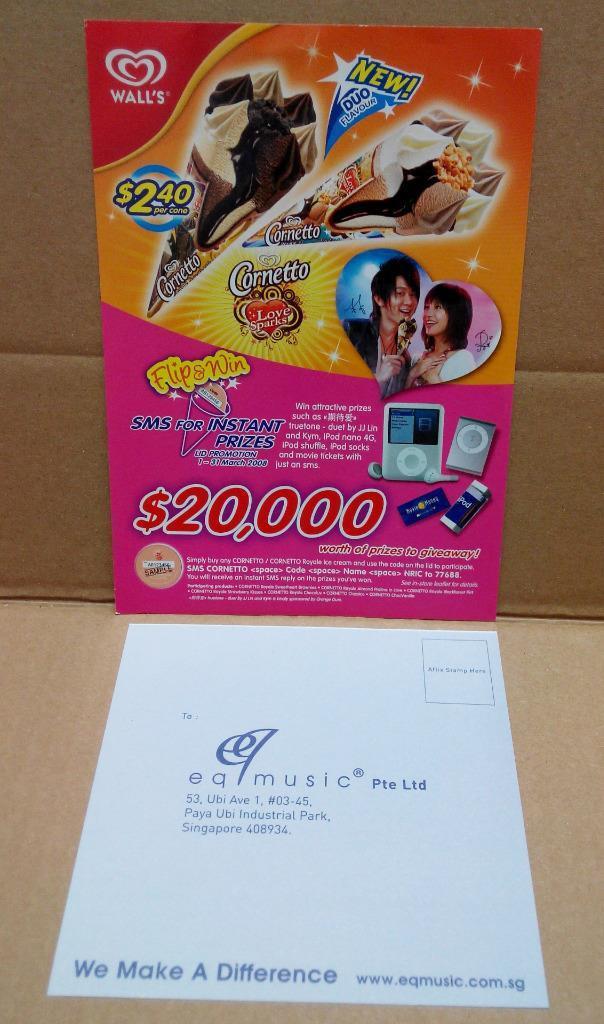 WALL'S®
NEW!
DUO
FLAVOUR
$2.40
per cone
Cornetto
Cornetto
Cornetto
Love
Sparks
Flip & Win
SMS FOR INSTANT
PRIZES
LID PROMOTION
1 - 31 March 2008
Win attractive prizes
such as «期待爱»
truetone - duet by JJ Lin
and Kym, iPod nano 4G,
iPod shuffle, iPod socks
and movie tickets with
just an sms.
iPod
$20,000
worth of prizes to giveaway!
SAMPLE
Simply buy any CORNETTO / CORNETTO Royale ice cream and use the code on the lid to participate.
SMS CORNETTO <space> Code <space> Name <space> NRIC to 77688.
You will receive an instant SMS reply on the prizes you've won.
See in-store leaflet for details.
Affix Stamp Here
To :
eq music® Pte Ltd
53, Ubi Ave 1, #03-45,
Paya Ubi Industrial Park,
Singapore 408934.
We Make A Difference www.eqmusic.com.sg